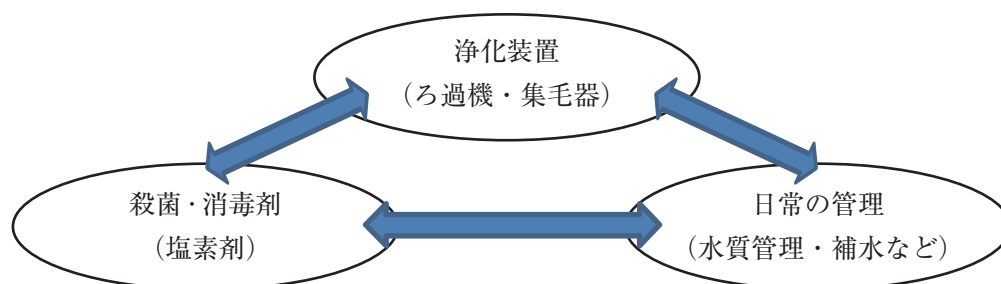 浄化装置
（ろ過機・集毛器）
殺菌・消毒剤
（塩素剤）
日常の管理
（水質管理・補水など）